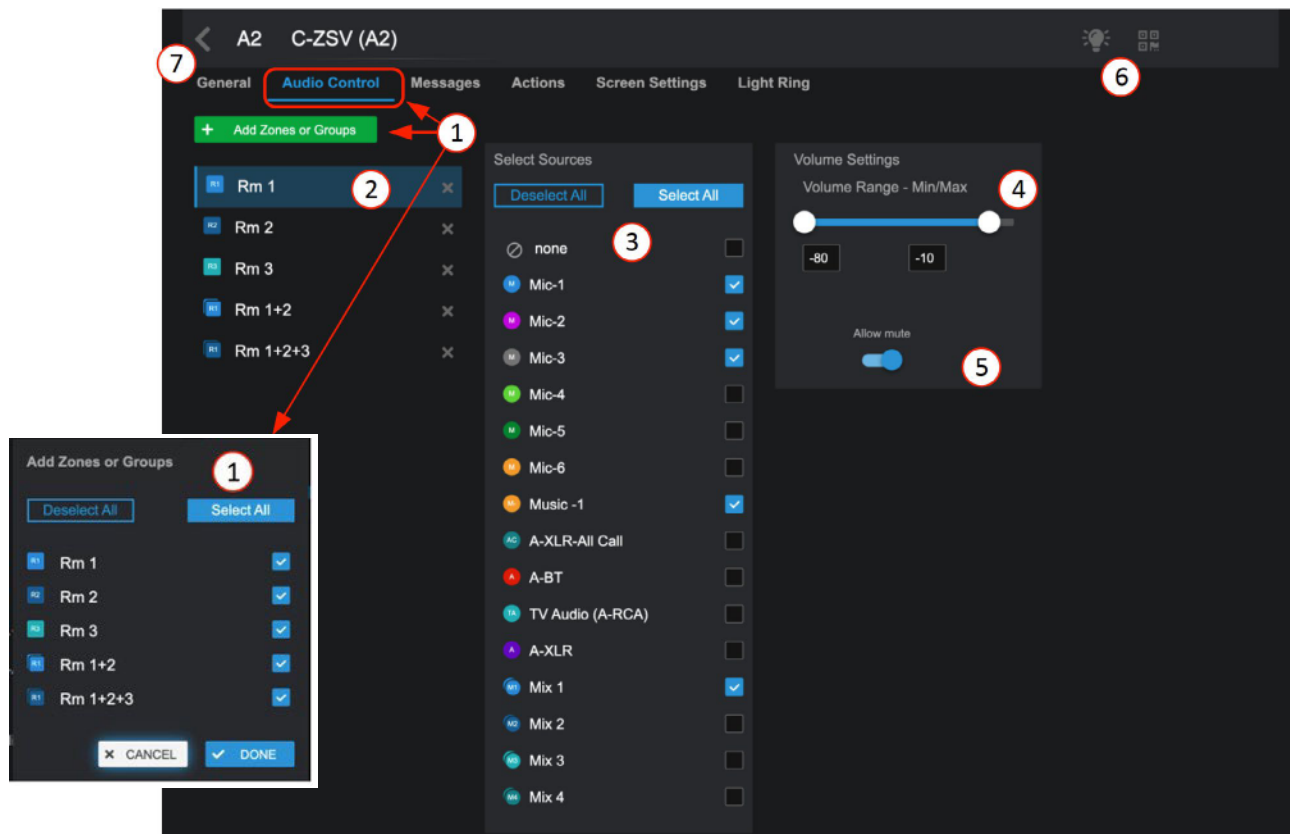 A2 C-ZSV (A2)
7
6
General Audio Control Messages Actions Screen Settings Light Ring
+ Add Zones or Groups
1
R1 Rm 1
2
R2 Rm 2
R3 Rm 3
R1 Rm 1+2
R1 Rm 1+2+3
Select Sources
Deselect All Select All
3
none
M Mic-1
M Mic-2
M Mic-3
M Mic-4
M Mic-5
M Mic-6
Music -1
AC A-XLR-All Call
A A-BT
TA TV Audio (A-RCA)
A A-XLR
M1 Mix 1
M2 Mix 2
M3 Mix 3
M4 Mix 4
Volume Settings
Volume Range - Min/Max
4
-80 -10
Allow mute
5
Add Zones or Groups
1
Deselect All Select All
R1 Rm 1
R2 Rm 2
R3 Rm 3
R1 Rm 1+2
R1 Rm 1+2+3
CANCEL DONE